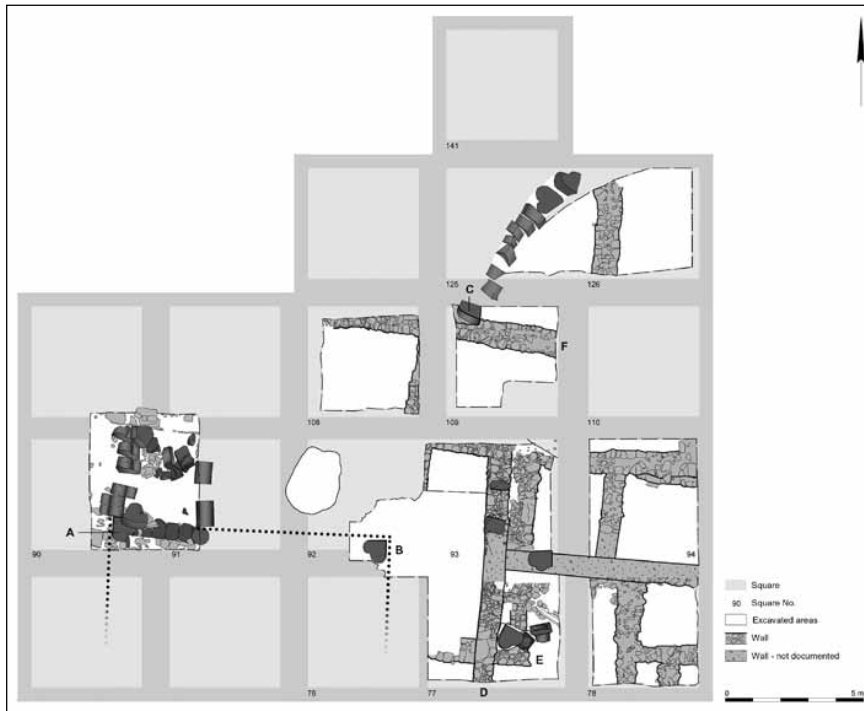 141
125 126
C
F
108 109 110
A
90 91 92 B 93 94
E
76 77 D 78
Square
90 Square No.
Excavated areas
Wall
Wall - not documented
0 5 m